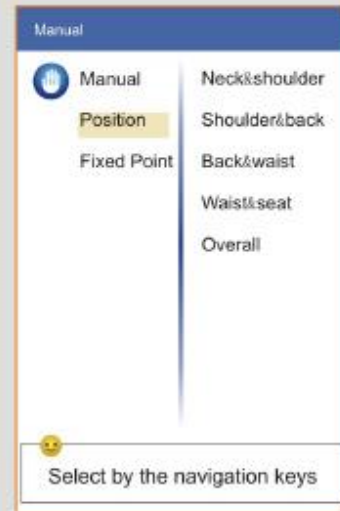 Manual
Manual
Position
Fixed Point
Neck&shoulder
Shoulder&back
Back&waist
Waist&seat
Overall
Select by the navigation keys